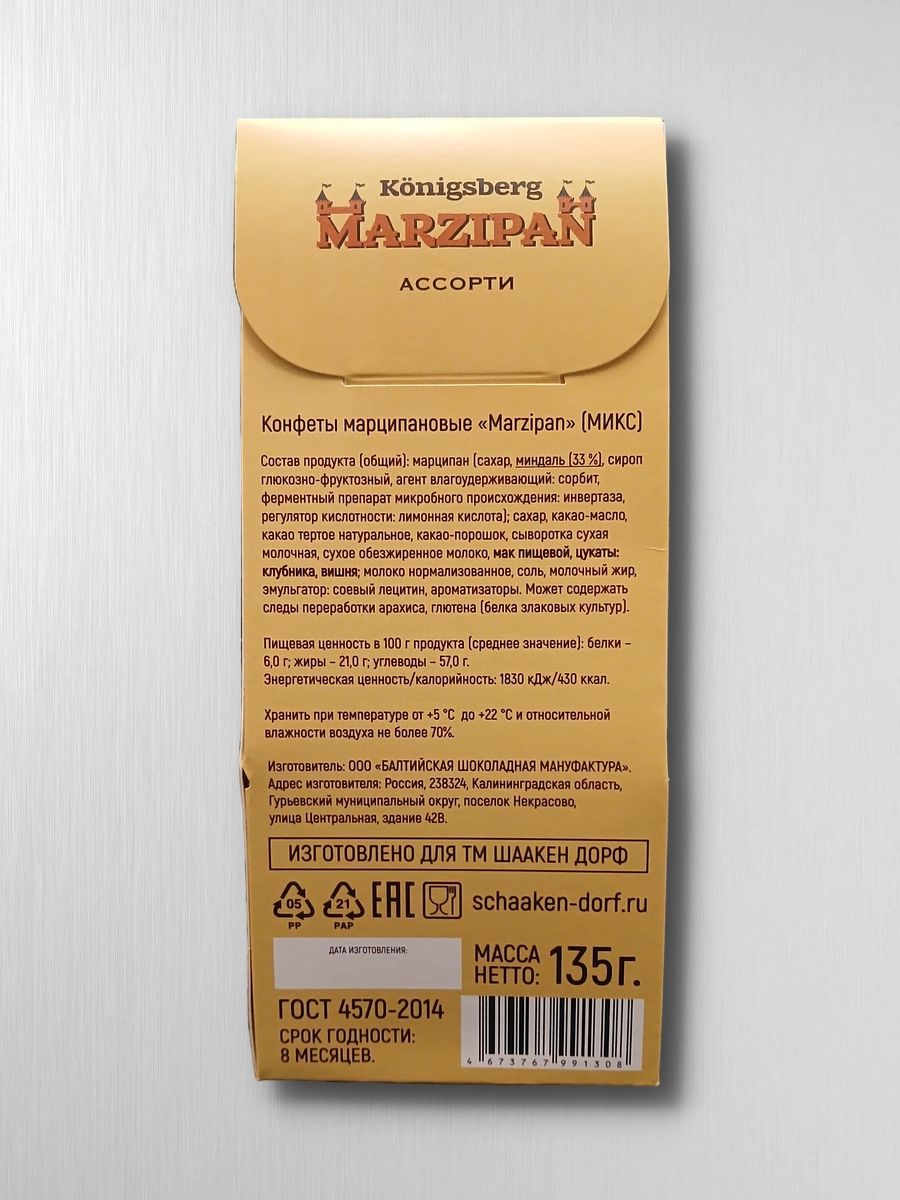 Königsberg
MARZIPAN
АССОРТИ
Конфеты марципановые «Marzipan» (МИКС)
Состав продукта (общий): марципан (сахар, миндаль (33 %), сироп
глюкозно-фруктозный, агент влагоудерживающий: сорбит,
ферментный препарат микробного происхождения: инвертаза,
регулятор кислотности: лимонная кислота); сахар, какао-масло,
какао тертое натуральное, какао-порошок, сыворотка сухая
молочная, сухое обезжиренное молоко, мак пищевой, цукаты:
клубника, вишня; молоко нормализованное, соль, молочный жир,
эмульгатор: соевый лецитин, ароматизаторы. Может содержать
следы переработки арахиса, глютена (белка злаковых культур).
Пищевая ценность в 100 г продукта (среднее значение): белки –
6,0 г; жиры – 21,0 г; углеводы – 57,0 г.
Энергетическая ценность/калорийность: 1830 кДж/430 ккал.
Хранить при температуре от +5 °С до +22 °С и относительной
влажности воздуха не более 70%.
Изготовитель: ООО «БАЛТИЙСКАЯ ШОКОЛАДНАЯ МАНУФАКТУРА».
Адрес изготовителя: Россия, 238324, Калининградская область,
Гурьевский муниципальный округ, поселок Некрасово,
улица Центральная, здание 42В.
ИЗГОТОВЛЕНО ДЛЯ ТМ ШААКЕН ДОРФ
05 21 EAC schaaken-dorf.ru
PP PAP
ДАТА ИЗГОТОВЛЕНИЯ:
МАССА
НЕТТО: 135г.
ГОСТ 4570-2014
СРОК ГОДНОСТИ:
8 МЕСЯЦЕВ.
4 673767 991308